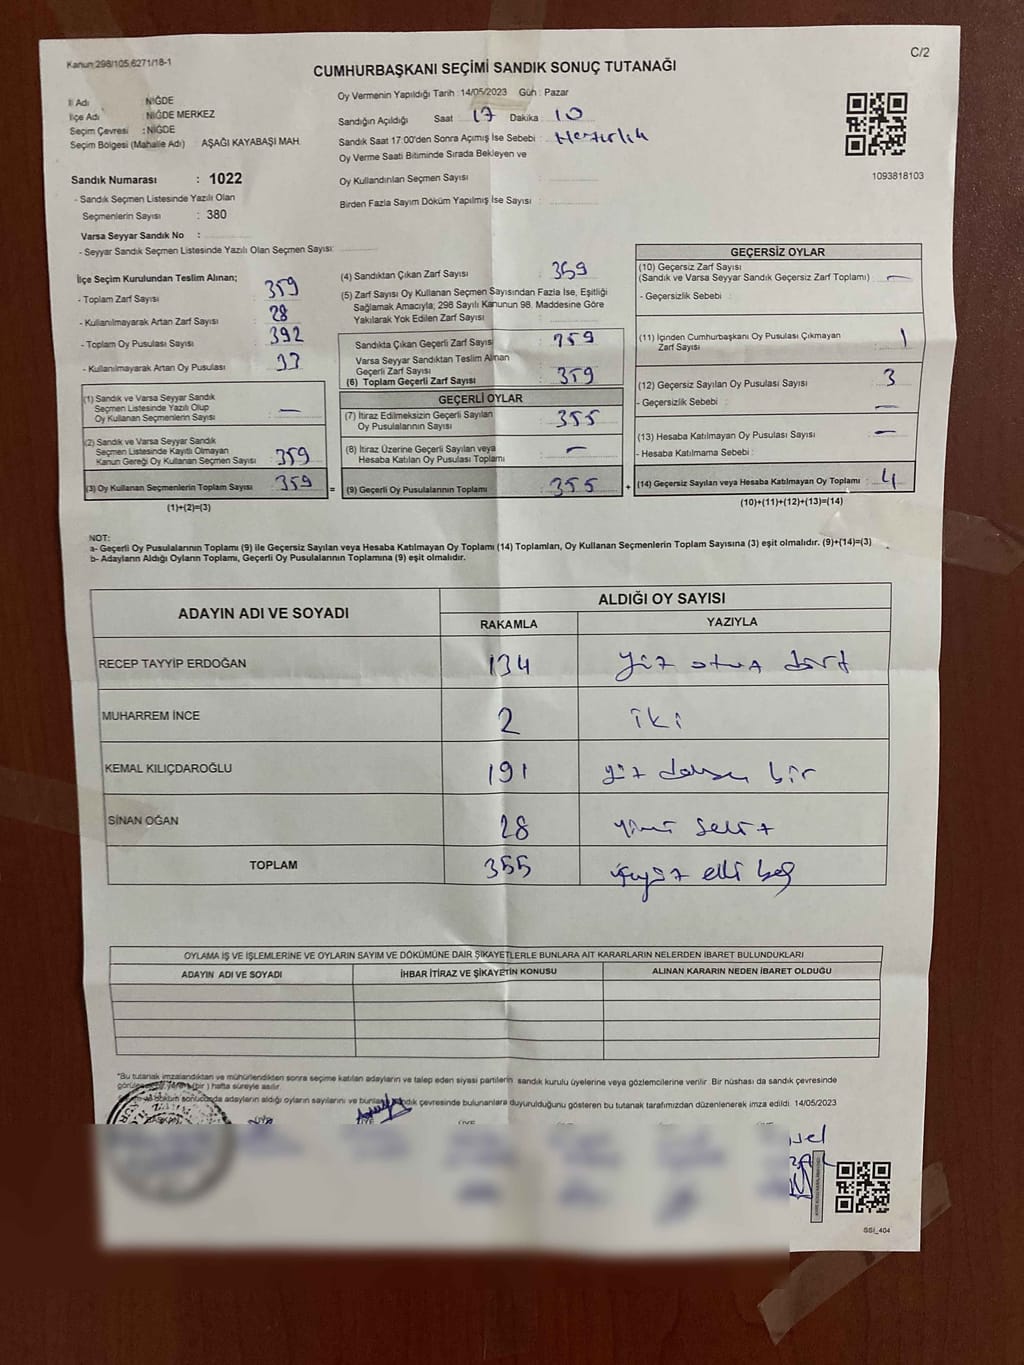 Kanun:298/105,6271/18-1
C/2
CUMHURBAŞKANI SEÇİMİ SANDIK SONUÇ TUTANAĞI
İl Adı : NİĞDE
İlçe Adı : NİĞDE MERKEZ
Seçim Çevresi : NİĞDE
Seçim Bölgesi (Mahalle Adı) AŞAĞI KAYABAŞI MAH.
Sandık Numarası : 1022
- Sandık Seçmen Listesinde Yazılı Olan
Seçmenlerin Sayısı : 380
Varsa Seyyar Sandık No :
- Seyyar Sandık Seçmen Listesinde Yazılı Olan Seçmen Sayısı:
Oy Vermenin Yapıldığı Tarih : 14/05/2023 Gün : Pazar
Sandığın Açıldığı Saat 17 Dakika 10
Sandık Saat 17:00'den Sonra Açımış İse Sebebi : Hazırlık
Oy Verme Saati Bitiminde Sırada Bekleyen ve
Oy Kullandırılan Seçmen Sayısı :
Birden Fazla Sayım Döküm Yapılmış İse Sayısı :
1093818103
İlçe Seçim Kurulundan Teslim Alınan;
- Toplam Zarf Sayısı : 359
- Kullanılmayarak Artan Zarf Sayısı : 28
- Toplam Oy Pusulası Sayısı : 392
- Kullanılmayarak Artan Oy Pusulası : 33
(1) Sandık ve Varsa Seyyar Sandık
Seçmen Listesinde Yazılı Olup
Oy Kullanan Seçmenlerin Sayısı : —
(2) Sandık ve Varsa Seyyar Sandık
Seçmen Listesinde Kayıtlı Olmayan
Kanun Gereği Oy Kullanan Seçmen Sayısı : 359
(3) Oy Kullanan Seçmenlerin Toplam Sayısı : 359 =
(1)+(2)=(3)
(4) Sandıktan Çıkan Zarf Sayısı : 359
(5) Zarf Sayısı Oy Kullanan Seçmen Sayısından Fazla İse, Eşitliği
Sağlamak Amacıyla; 298 Sayılı Kanunun 98. Maddesine Göre
Yakılarak Yok Edilen Zarf Sayısı :
Sandıkta Çıkan Geçerli Zarf Sayısı : 359
Varsa Seyyar Sandıktan Teslim Alınan
Geçerli Zarf Sayısı :
(6) Toplam Geçerli Zarf Sayısı : 359
GEÇERLİ OYLAR
(7) İtiraz Edilmeksizin Geçerli Sayılan
Oy Pusulalarının Sayısı : 355
(8) İtiraz Üzerine Geçerli Sayılan veya
Hesaba Katılan Oy Pusulası Toplamı : —
(9) Geçerli Oy Pusulalarının Toplamı : 355 +
GEÇERSİZ OYLAR
(10) Geçersiz Zarf Sayısı
(Sandık ve Varsa Seyyar Sandık Geçersiz Zarf Toplamı) : —
- Geçersizlik Sebebi :
(11) İçinden Cumhurbaşkanı Oy Pusulası Çıkmayan
Zarf Sayısı : 1
(12) Geçersiz Sayılan Oy Pusulası Sayısı : 3
- Geçersizlik Sebebi : —
(13) Hesaba Katılmayan Oy Pusulası Sayısı : —
- Hesaba Katılmama Sebebi :
(14) Geçersiz Sayılan veya Hesaba Katılmayan Oy Toplamı : 4
(10)+(11)+(12)+(13)=(14)
NOT:
a- Geçerli Oy Pusulalarının Toplamı (9) ile Geçersiz Sayılan veya Hesaba Katılmayan Oy Toplamı (14) Toplamları, Oy Kullanan Seçmenlerin Toplam Sayısına (3) eşit olmalıdır. (9)+(14)=(3)
b- Adayların Aldığı Oyların Toplamı, Geçerli Oy Pusulalarının Toplamına (9) eşit olmalıdır.
ADAYIN ADI VE SOYADI
ALDIĞI OY SAYISI
RAKAMLA YAZIYLA
RECEP TAYYİP ERDOĞAN 134 yüz otuz dört
MUHARREM İNCE 2 iki
KEMAL KILIÇDAROĞLU 191 yüz doksan bir
SİNAN OĞAN 28 yirmi sekiz
TOPLAM 355 üçyüz elli beş
OYLAMA İŞ VE İŞLEMLERİNE VE OYLARIN SAYIM VE DÖKÜMÜNE DAİR ŞİKAYETLERLE BUNLARA AİT KARARLARIN NELERDEN İBARET BULUNDUKLARI
ADAYIN ADI VE SOYADI İHBAR İTİRAZ VE ŞİKAYETİN KONUSU ALINAN KARARIN NEDEN İBARET OLDUĞU
*Bu tutanak imzalandıktan ve mühürlendikten sonra seçime katılan adayların ve talep eden siyasi partilerin sandık kurulu üyelerine veya gözlemcilerine verilir. Bir nüshası da sandık çevresinde
görülecek yere (bir ) hafta süreyle asılır.
döküm sonucunda adayların aldığı oyların sayılarını ve bunların sandık çevresinde bulunanlara duyurulduğunu gösteren bu tutanak tarafımızdan düzenlenerek imza edildi. 14/05/2023
SSİ_404